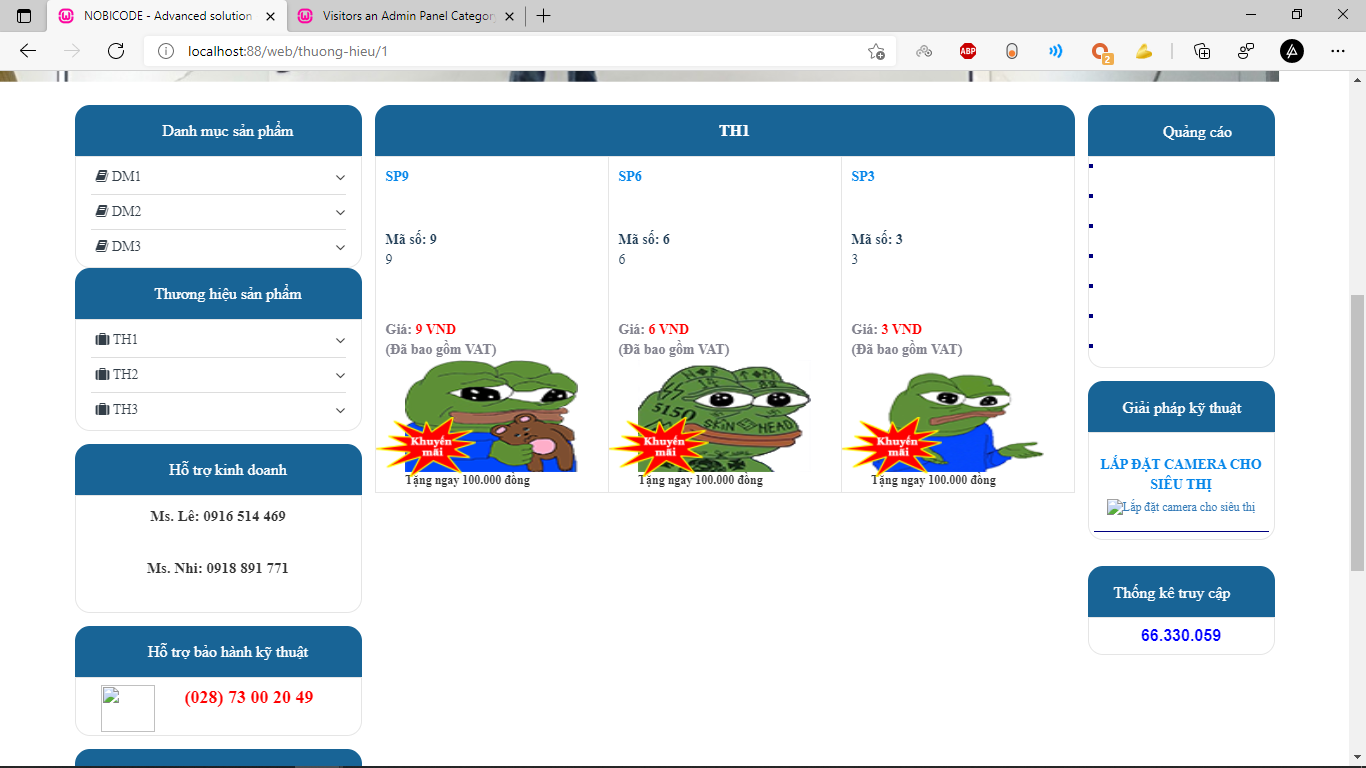 NOBICODE - Advanced solution
Visitors an Admin Panel Categor
localhost:88/web/thuong-hieu/1
ABP
2
Danh mục sản phẩm
DM1
DM2
DM3
Thương hiệu sản phẩm
TH1
TH2
TH3
Hỗ trợ kinh doanh
Ms. Lê: 0916 514 469
Ms. Nhi: 0918 891 771
Hỗ trợ bảo hành kỹ thuật
(028) 73 00 20 49
TH1
SP9
Mã số: 9
9
Giá: 9 VND
(Đã bao gồm VAT)
Khuyến
mãi
Tặng ngay 100.000 đồng
SP6
Mã số: 6
6
Giá: 6 VND
(Đã bao gồm VAT)
5150
SKIN HEAD
Khuyến
mãi
Tặng ngay 100.000 đồng
SP3
Mã số: 3
3
Giá: 3 VND
(Đã bao gồm VAT)
Khuyến
mãi
Tặng ngay 100.000 đồng
Quảng cáo
Giải pháp kỹ thuật
LẮP ĐẶT CAMERA CHO
SIÊU THỊ
Lắp đặt camera cho siêu thị
Thống kê truy cập
66.330.059